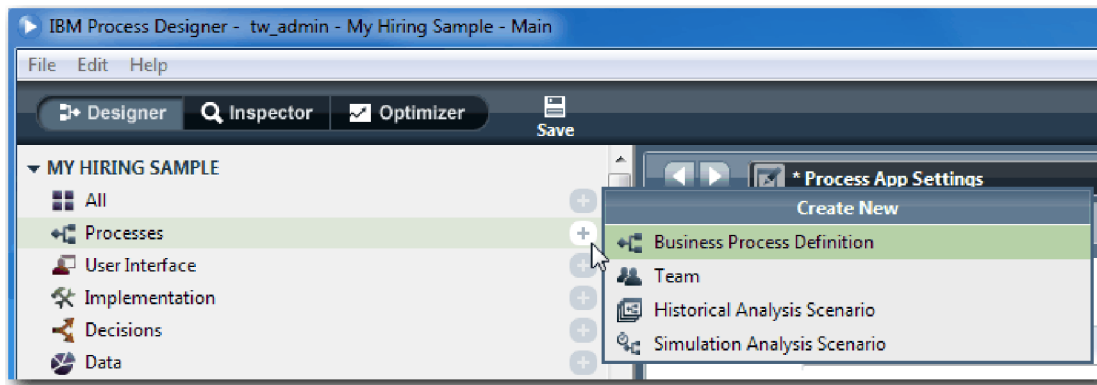 IBM Process Designer - tw_admin - My Hiring Sample - Main
File Edit Help
Designer Inspector Optimizer Save
MY HIRING SAMPLE
All
Processes
User Interface
Implementation
Decisions
Data
* Process App Settings
Create New
Business Process Definition
Team
Historical Analysis Scenario
Simulation Analysis Scenario